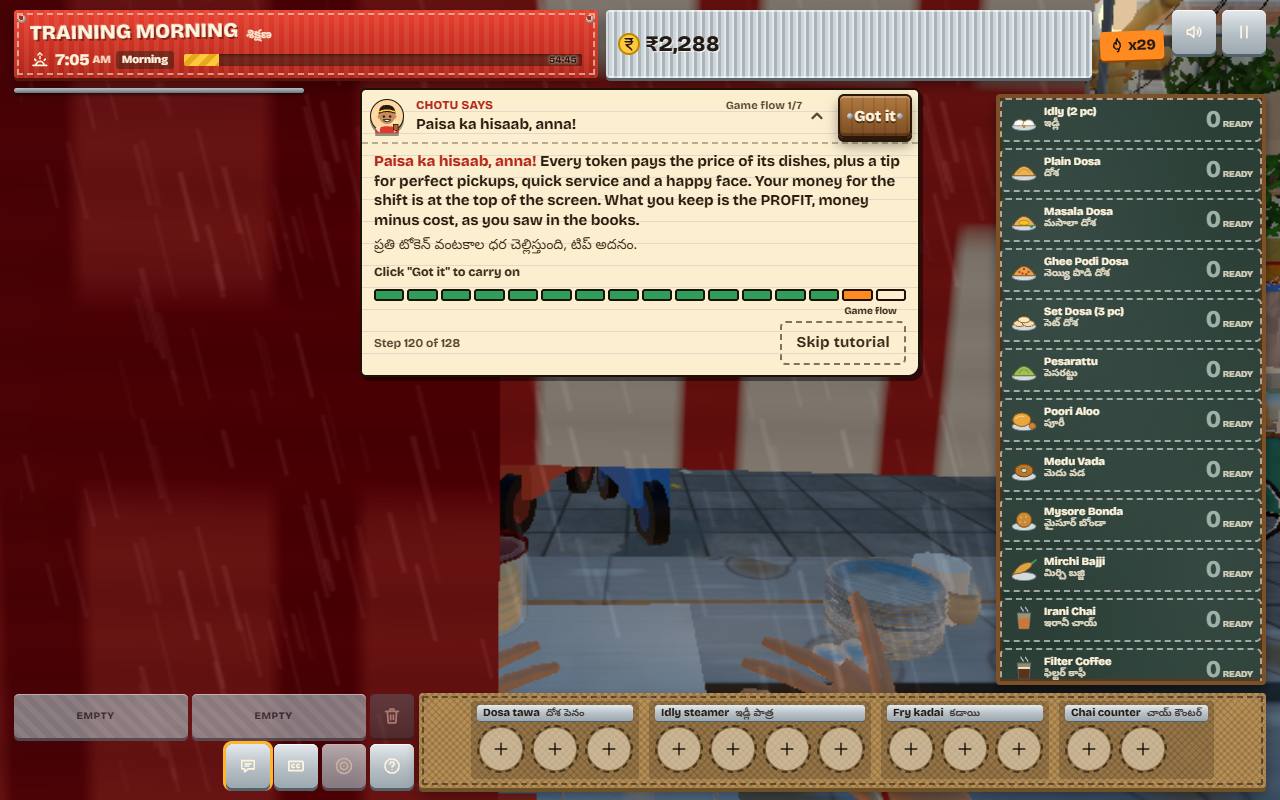 TRAINING MORNING శిక్షణ
7:05 AM Morning 54:45
₹ ₹2,288
x29
CHOTU SAYS
Game flow 1/7
Paisa ka hisaab, anna!
Got it
Paisa ka hisaab, anna! Every token pays the price of its dishes, plus a tip
for perfect pickups, quick service and a happy face. Your money for the
shift is at the top of the screen. What you keep is the PROFIT, money
minus cost, as you saw in the books.
ప్రతి టోకెన్ వంటకాల ధర చెల్లిస్తుంది, టిప్ అదనం.
Click "Got it" to carry on
Game flow
Step 120 of 128
Skip tutorial
Idly (2 pc)
ఇడ్లీ
0 READY
Plain Dosa
దోశ
0 READY
Masala Dosa
మసాలా దోశ
0 READY
Ghee Podi Dosa
నెయ్యి పొడి దోశ
0 READY
Set Dosa (3 pc)
సెట్ దోశ
0 READY
Pesarattu
పెసరట్టు
0 READY
Poori Aloo
పూరీ
0 READY
Medu Vada
మెదు వడ
0 READY
Mysore Bonda
మైసూర్ బోండా
0 READY
Mirchi Bajji
మిర్చి బజ్జి
0 READY
Irani Chai
ఇరానీ చాయ్
0 READY
Filter Coffee
ఫిల్టర్ కాఫీ
0 READY
EMPTY
EMPTY
CC
?
Dosa tawa దోశ పెనం
Idly steamer ఇడ్లీ పాత్ర
Fry kadai కడాయి
Chai counter చాయ్ కౌంటర్